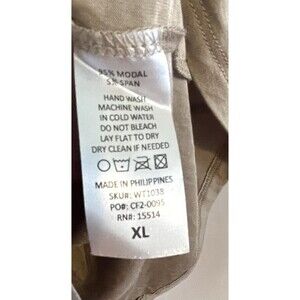 95% MODAL
5% SPAN
HAND WASH
MACHINE WASH
IN COLD WATER
DO NOT BLEACH
LAY FLAT TO DRY
DRY CLEAN IF NEEDED
MADE IN PHILIPPINES
SKU#: WT1038
PO#: CF2-0095
RN#: 15514
XL